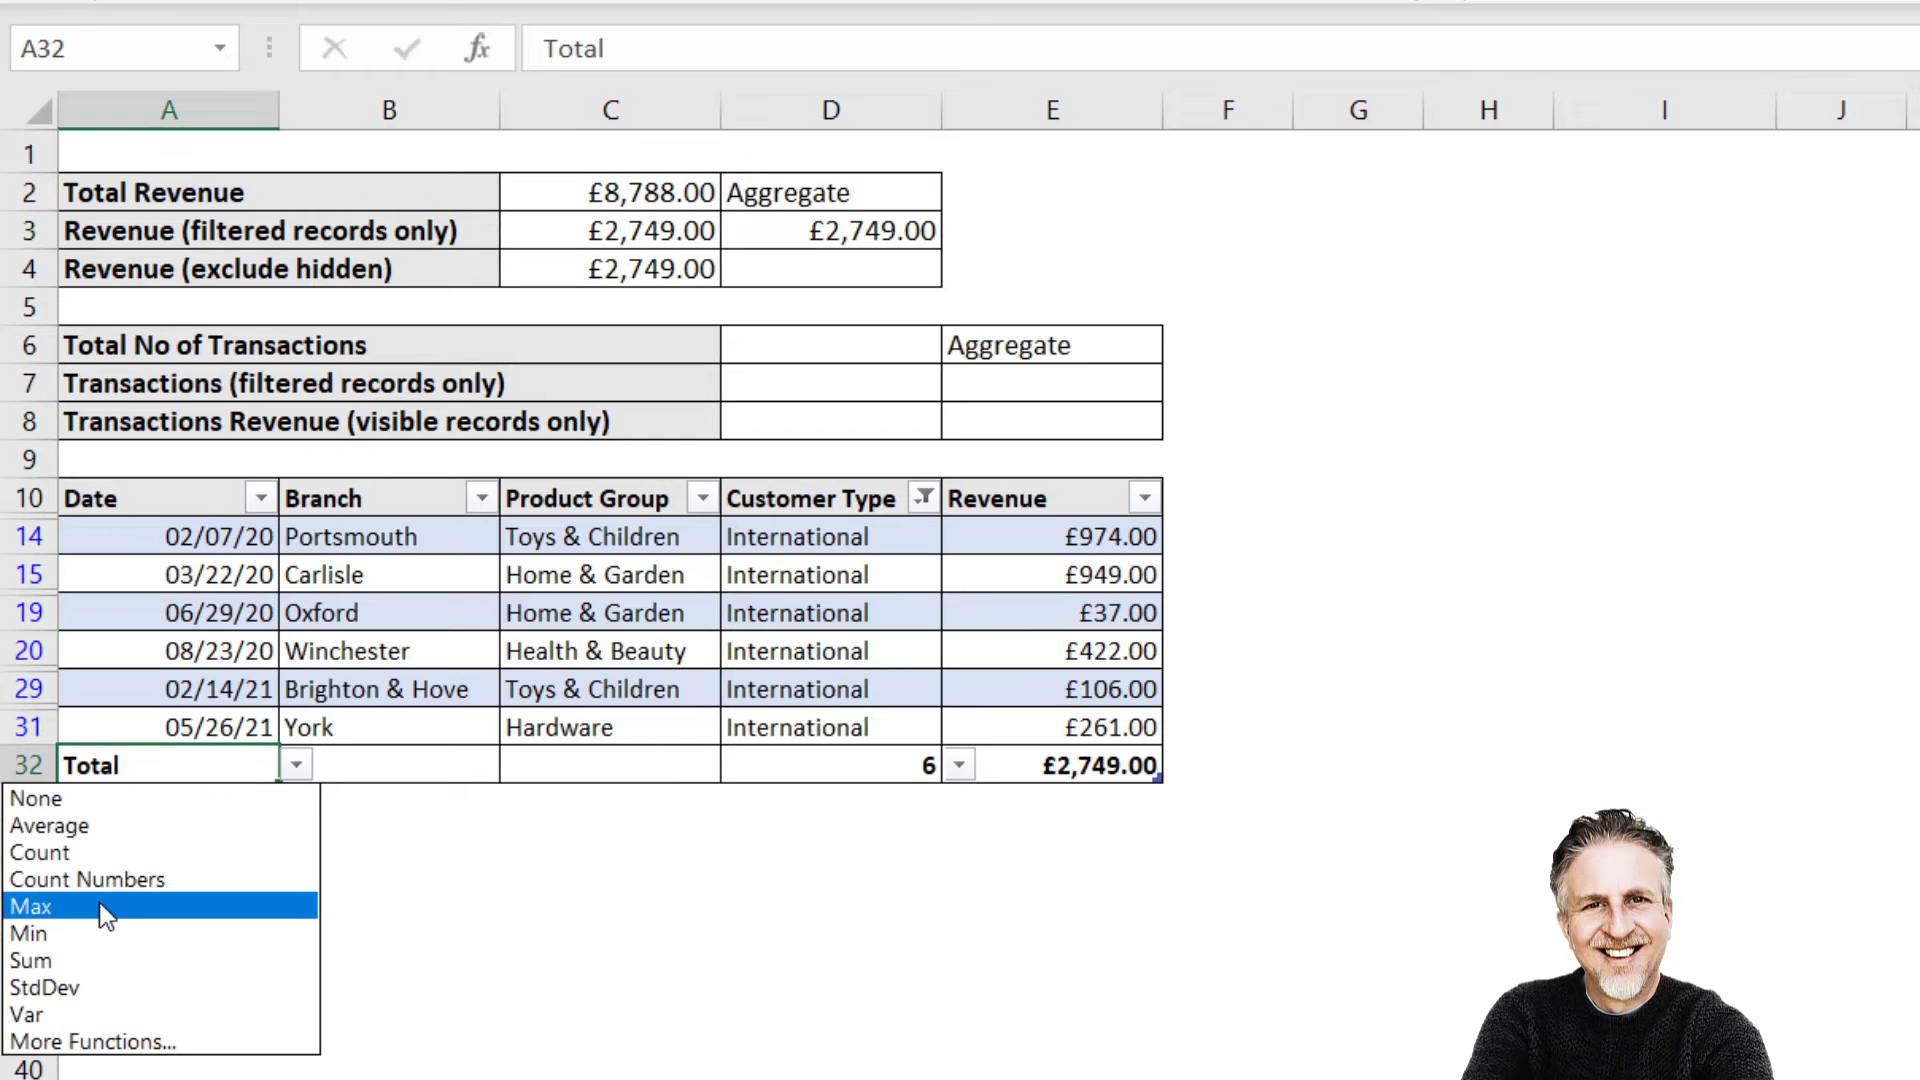 A32 fx Total
A B C D E F G H I J
1
2 Total Revenue £8,788.00 Aggregate
3 Revenue (filtered records only) £2,749.00 £2,749.00
4 Revenue (exclude hidden) £2,749.00
5
6 Total No of Transactions Aggregate
7 Transactions (filtered records only)
8 Transactions Revenue (visible records only)
9
10 Date Branch Product Group Customer Type Revenue
14 02/07/20 Portsmouth Toys & Children International £974.00
15 03/22/20 Carlisle Home & Garden International £949.00
19 06/29/20 Oxford Home & Garden International £37.00
20 08/23/20 Winchester Health & Beauty International £422.00
29 02/14/21 Brighton & Hove Toys & Children International £106.00
31 05/26/21 York Hardware International £261.00
32 Total 6 £2,749.00
None
Average
Count
Count Numbers
Max
Min
Sum
StdDev
Var
More Functions...
40